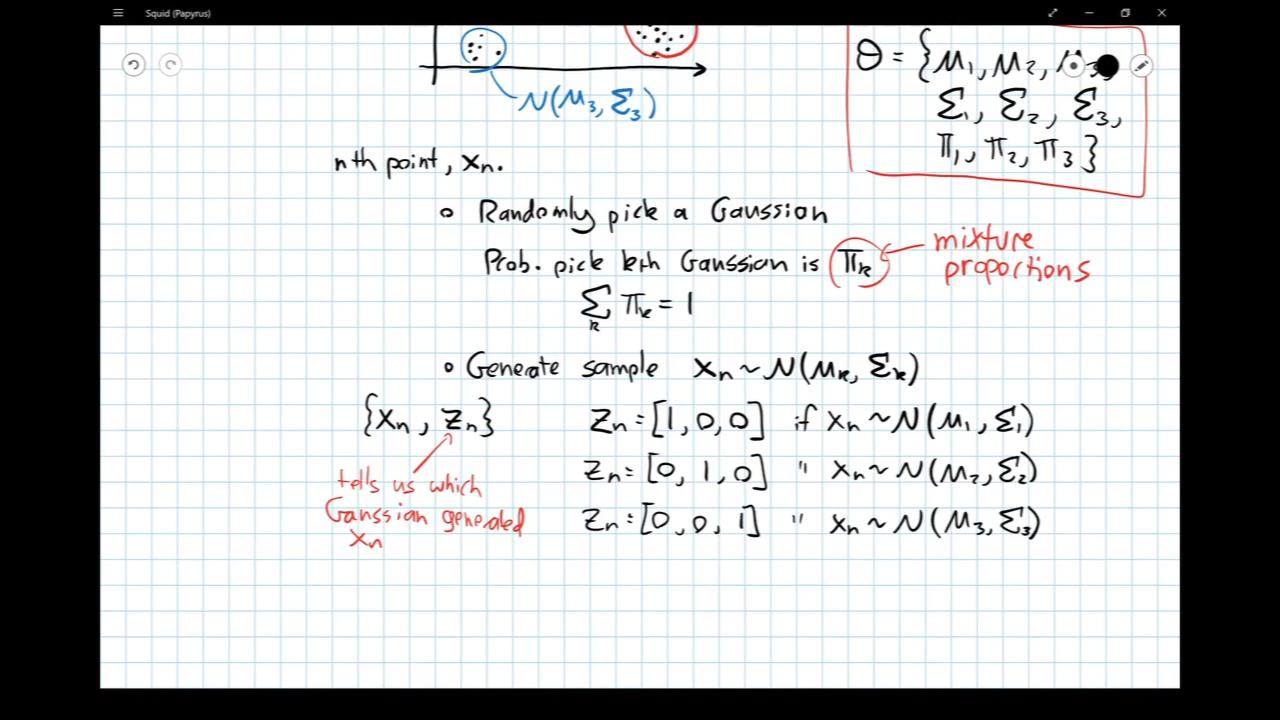 Squid (Papyrus)
θ = {μ₁, μ₂, μ₃,
Σ₁, Σ₂, Σ₃,
π₁, π₂, π₃}
N(μ₃, Σ₃)
nth point, xₙ.
◦ Randomly pick a Gaussian
Prob. pick kth Gaussian is πₖ
mixture
proportions
Σₖ πₖ = 1
◦ Generate sample xₙ ~ N(μₖ, Σₖ)
{xₙ, zₙ}
tells us which
Gaussian generated
xₙ
zₙ = [1, 0, 0] if xₙ ~ N(μ₁, Σ₁)
zₙ = [0, 1, 0] " xₙ ~ N(μ₂, Σ₂)
zₙ = [0, 0, 1] " xₙ ~ N(μ₃, Σ₃)